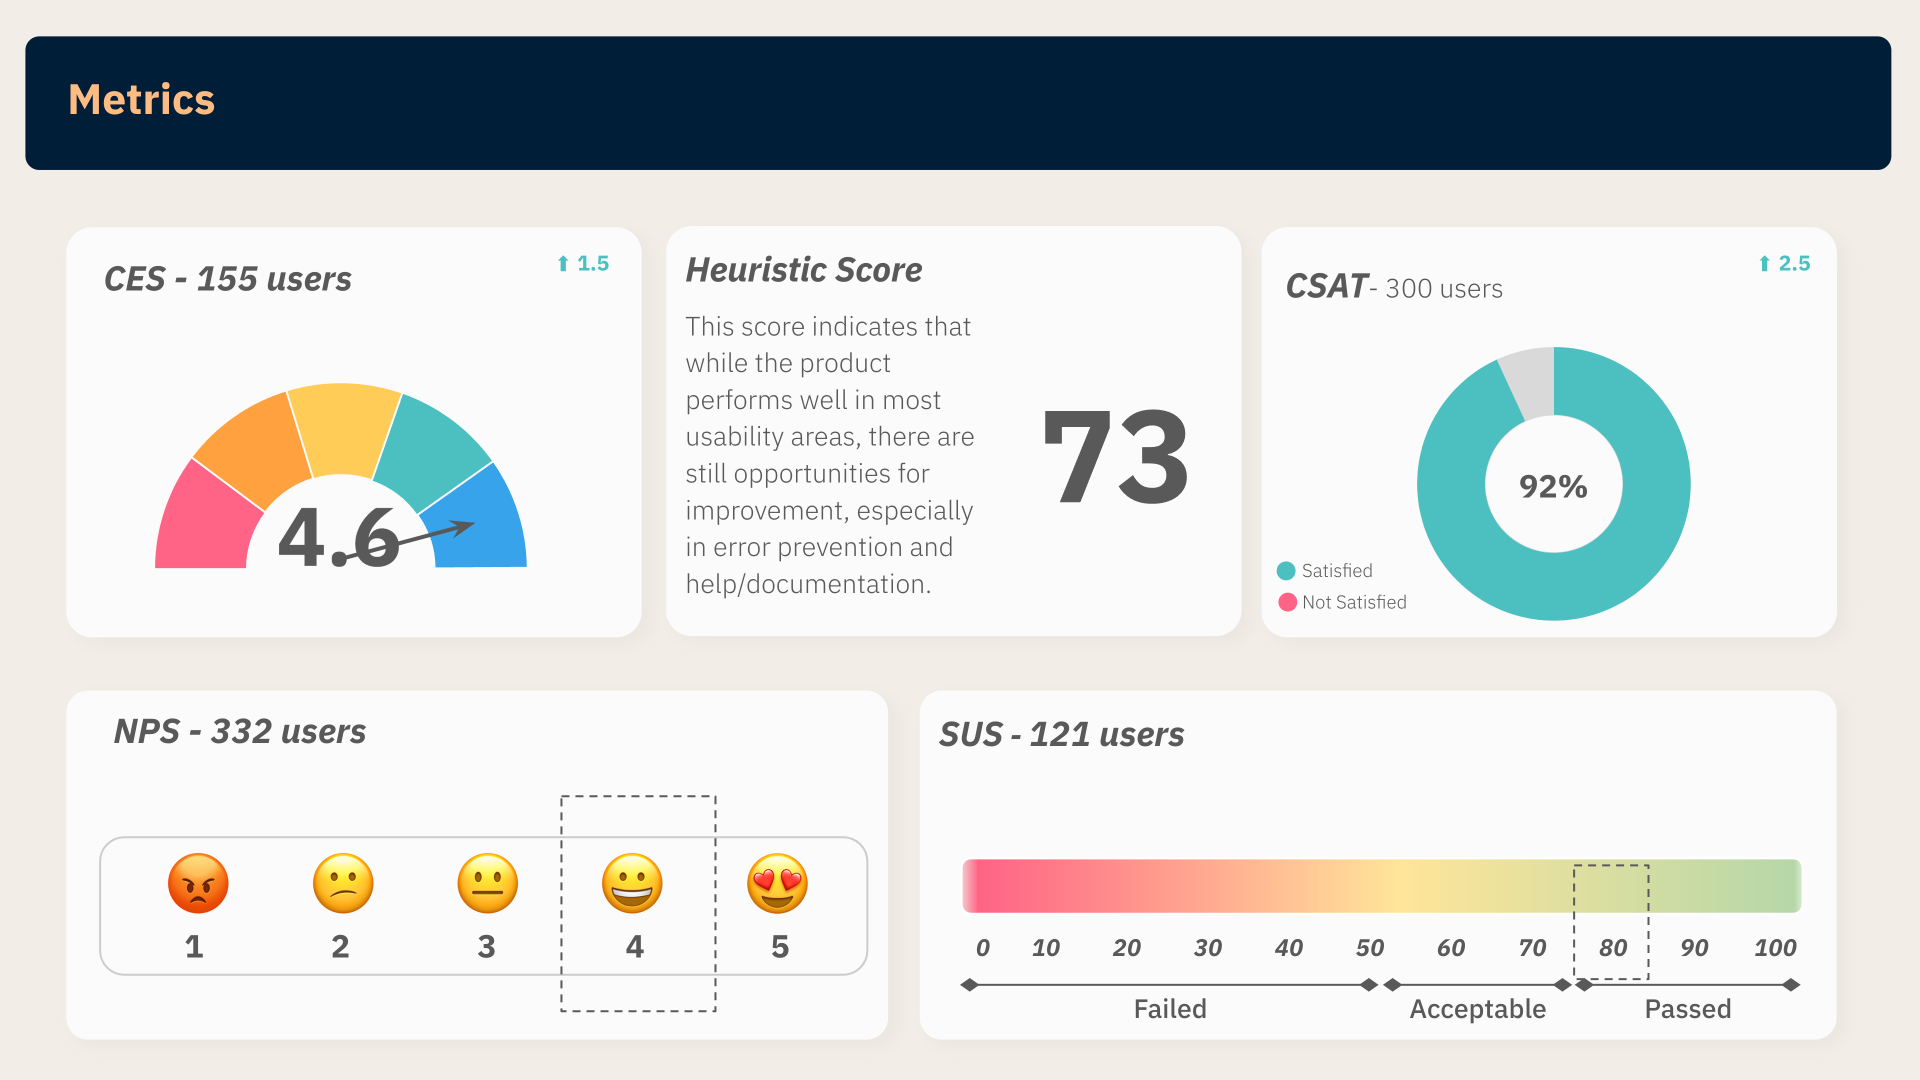 Metrics
CES - 155 users
⬆ 1.5
4.6
Heuristic Score
This score indicates that
while the product
performs well in most
usability areas, there are
still opportunities for
improvement, especially
in error prevention and
help/documentation.
73
CSAT- 300 users
⬆ 2.5
92%
Satisfied
Not Satisfied
NPS - 332 users
1 2 3 4 5
SUS - 121 users
0 10 20 30 40 50 60 70 80 90 100
Failed Acceptable Passed